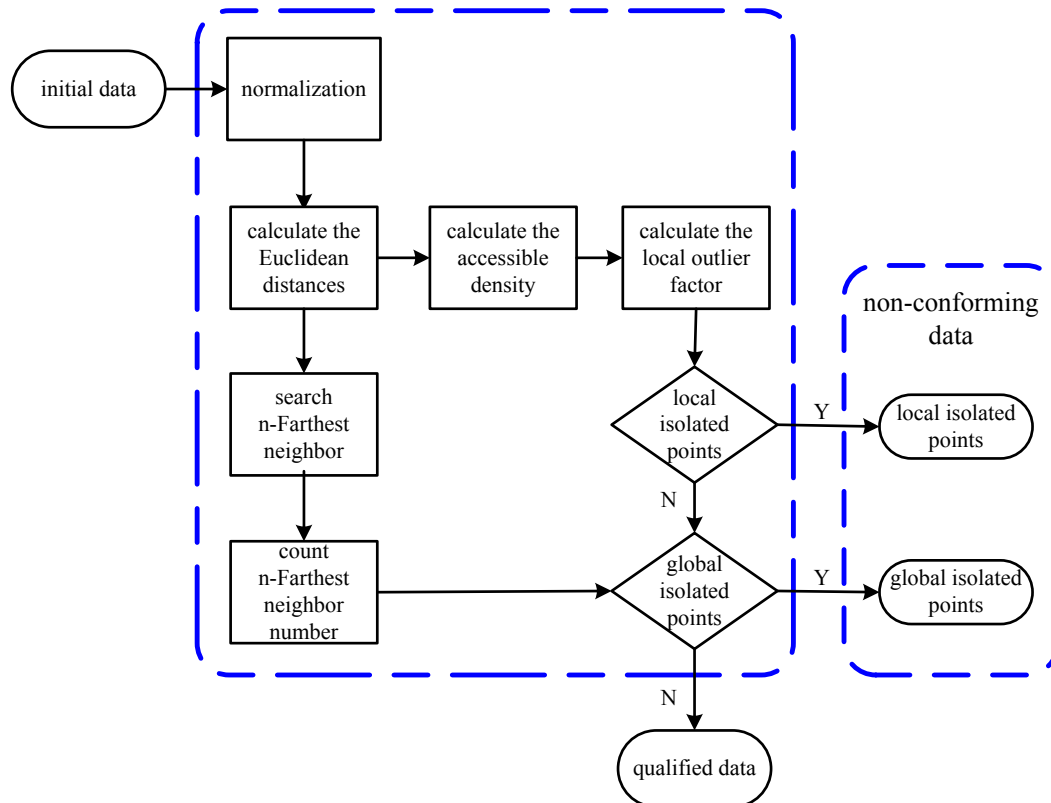 initial data
normalization
calculate the
Euclidean
distances
calculate the
accessible
density
calculate the
local outlier
factor
non-conforming
data
search
n-Farthest
neighbor
local
isolated
points
Y
local isolated
points
N
count
n-Farthest
neighbor
number
global
isolated
points
Y
global isolated
points
N
qualified data